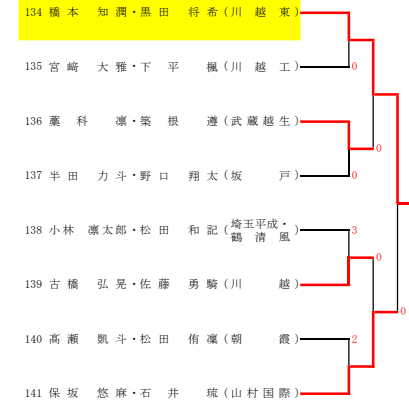 134 橋本 知潤・黒田 将希(川越東)
135 宮﨑 大雅・下平 楓(川越工)
0
136 藁科 凛・築根 遵(武蔵越生)
0
137 半田 力斗・野口 翔太(坂戸)
0
138 小林 凛太郎・松田 和記(埼玉平成・鶴清風)
3
0
139 古橋 弘晃・佐藤 勇騎(川越)
0
140 髙瀬 凱斗・松田 侑凜(朝霞)
2
141 保坂 悠麻・石井 琉(山村国際)